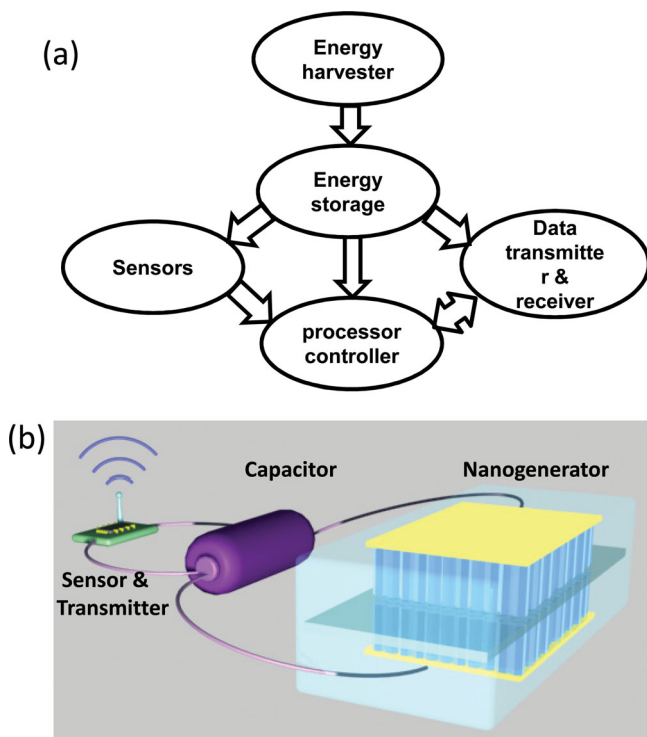 (a)
Energy
harvester
Energy
storage
Sensors
Data
transmitte
r &
receiver
processor
controller
(b)
Capacitor
Nanogenerator
Sensor &
Transmitter